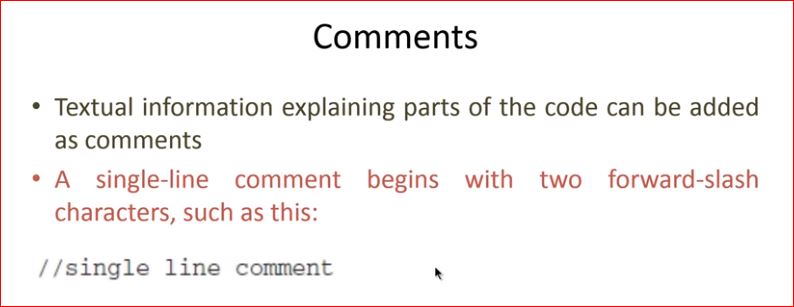 Comments
• Textual information explaining parts of the code can be added
as comments
• A single-line comment begins with two forward-slash
characters, such as this:
//single line comment